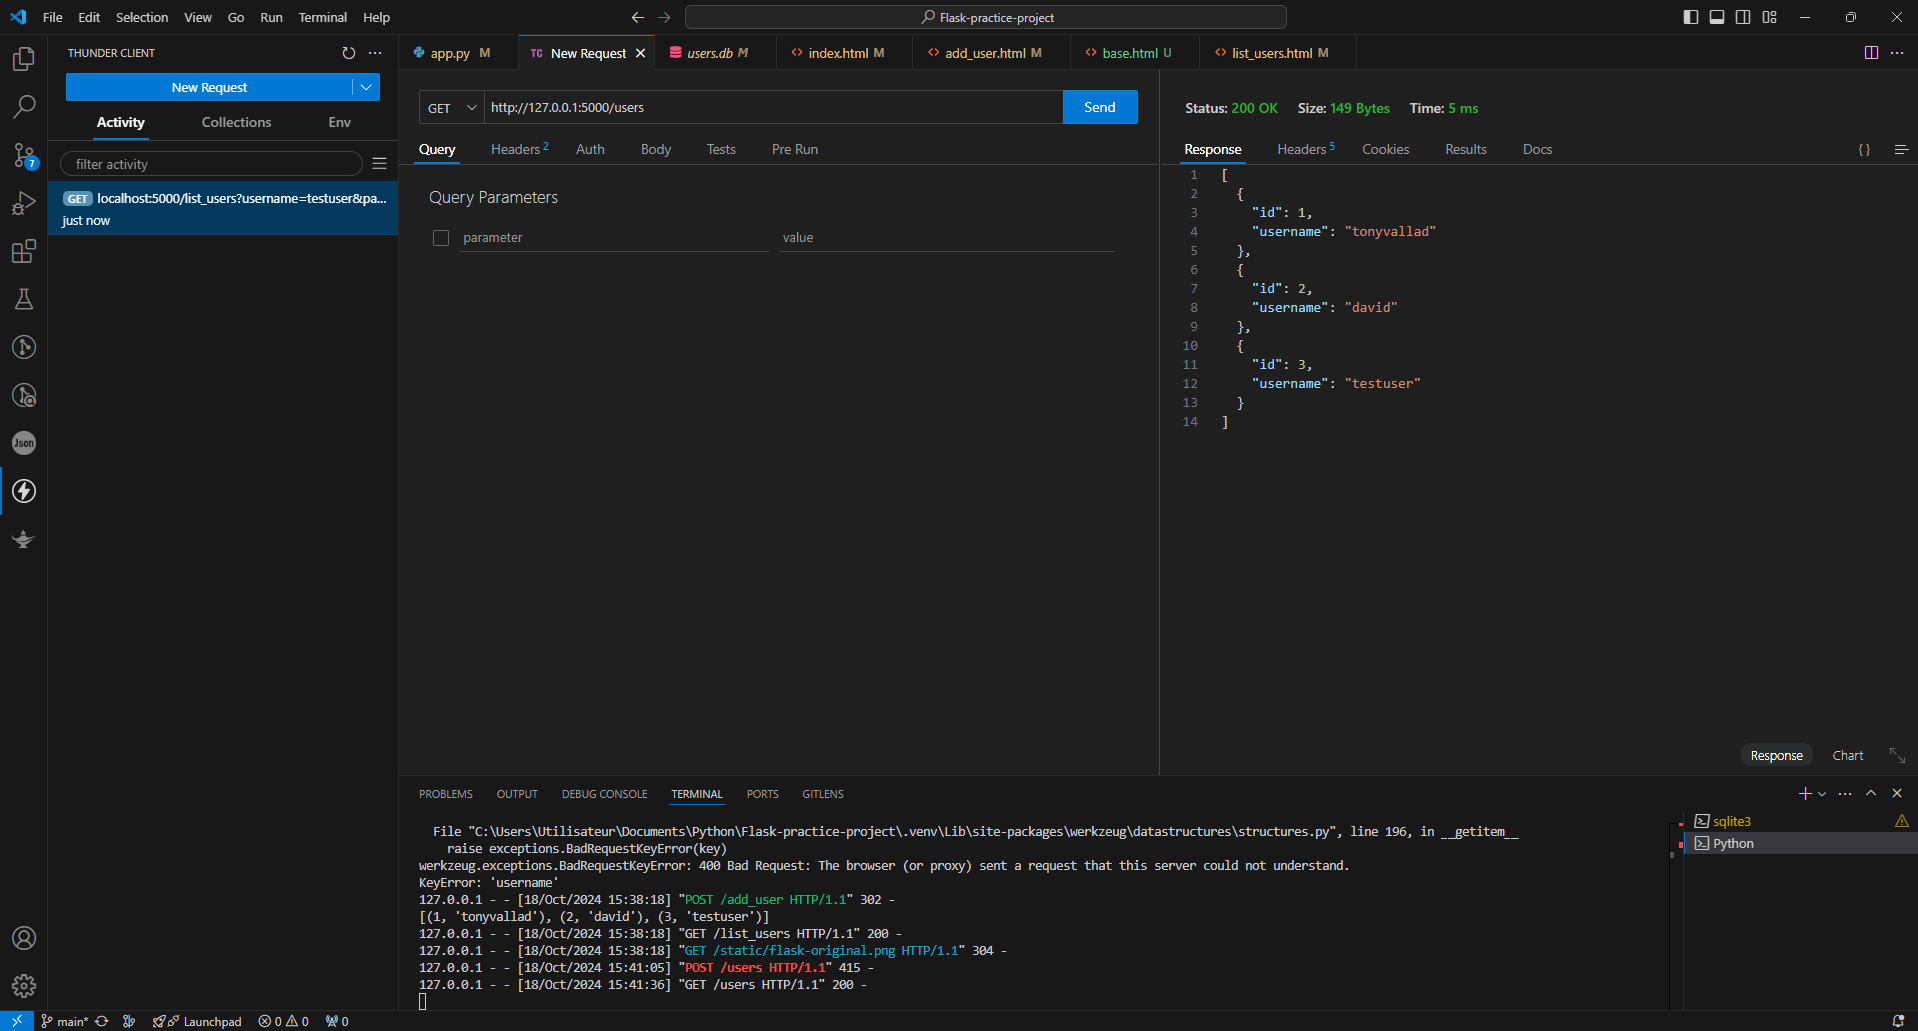 File Edit Selection View Go Run Terminal Help
Flask-practice-project
THUNDER CLIENT
New Request
Activity Collections Env
filter activity
GET localhost:5000/list_users?username=testuser&pa...
just now
7
Json
app.py M
TC New Request
users.db M
index.html M
add_user.html M
base.html U
list_users.html M
GET http://127.0.0.1:5000/users Send
Query Headers 2 Auth Body Tests Pre Run
Query Parameters
parameter value
Status: 200 OK Size: 149 Bytes Time: 5 ms
Response Headers 5 Cookies Results Docs { }
1 [
2 {
3 "id": 1,
4 "username": "tonyvallad"
5 },
6 {
7 "id": 2,
8 "username": "david"
9 },
10 {
11 "id": 3,
12 "username": "testuser"
13 }
14 ]
Response Chart
PROBLEMS OUTPUT DEBUG CONSOLE TERMINAL PORTS GITLENS
File "C:\Users\Utilisateur\Documents\Python\Flask-practice-project\.venv\Lib\site-packages\werkzeug\datastructures\structures.py", line 196, in __getitem__
raise exceptions.BadRequestKeyError(key)
werkzeug.exceptions.BadRequestKeyError: 400 Bad Request: The browser (or proxy) sent a request that this server could not understand.
KeyError: 'username'
127.0.0.1 - - [18/Oct/2024 15:38:18] "POST /add_user HTTP/1.1" 302 -
[(1, 'tonyvallad'), (2, 'david'), (3, 'testuser')]
127.0.0.1 - - [18/Oct/2024 15:38:18] "GET /list_users HTTP/1.1" 200 -
127.0.0.1 - - [18/Oct/2024 15:38:18] "GET /static/flask-original.png HTTP/1.1" 304 -
127.0.0.1 - - [18/Oct/2024 15:41:05] "POST /users HTTP/1.1" 415 -
127.0.0.1 - - [18/Oct/2024 15:41:36] "GET /users HTTP/1.1" 200 -
sqlite3
Python
main* Launchpad 0 0 0